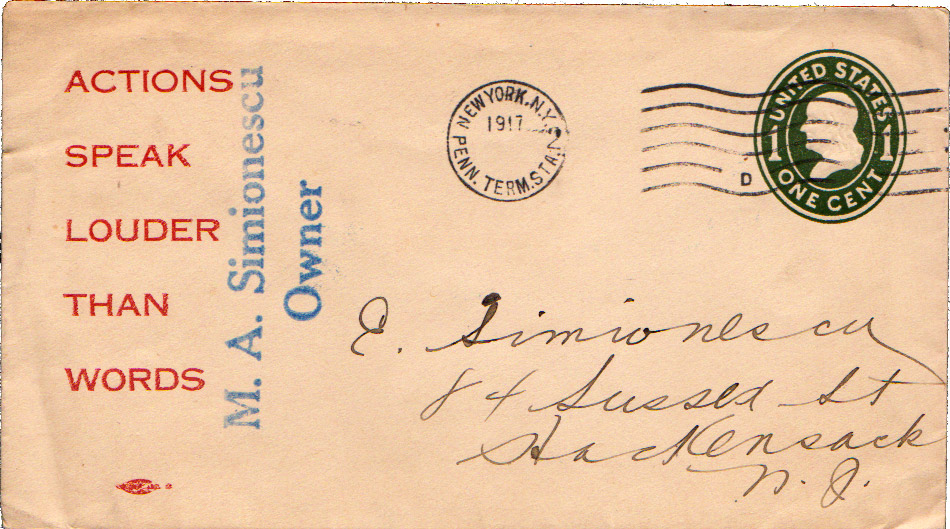 ACTIONS
SPEAK
LOUDER
THAN
WORDS
M. A. Simionescu
Owner
NEW YORK, N.Y. 2
1917
PENN. TERM. STA.
D
UNITED STATES
1 1
ONE CENT
E. Simionescu
84 Sussex St
Hackensack
N. J.